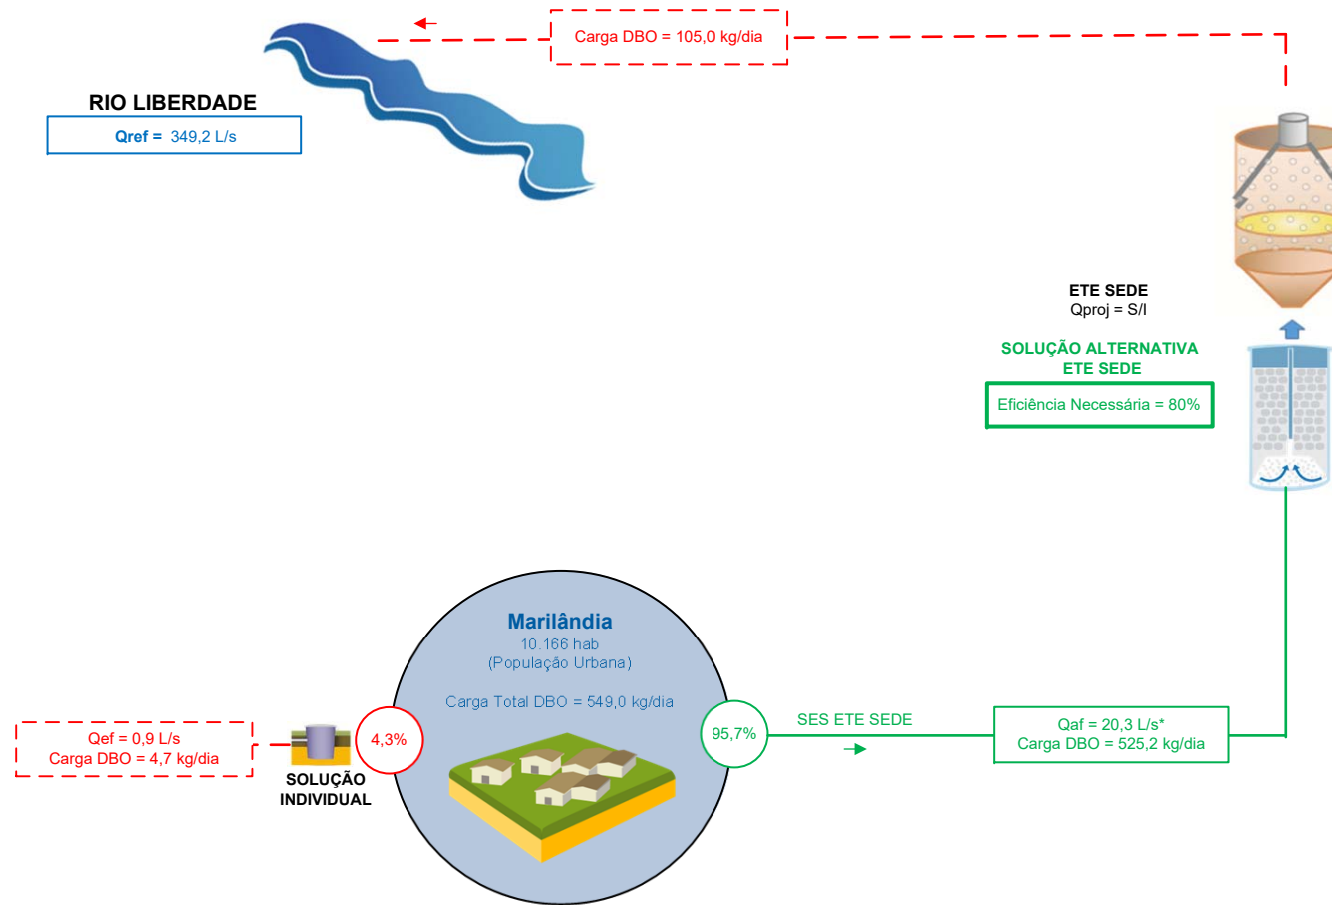 Carga DBO = 105,0 kg/dia
RIO LIBERDADE
Qref = 349,2 L/s
ETE SEDE
Qproj = S/I
SOLUÇÃO ALTERNATIVA
ETE SEDE
Eficiência Necessária = 80%
Marilândia
10.166 hab
(População Urbana)
Carga Total DBO = 549,0 kg/dia
Qef = 0,9 L/s
Carga DBO = 4,7 kg/dia
SOLUÇÃO
INDIVIDUAL
4,3%
95,7%
SES ETE SEDE
Qaf = 20,3 L/s*
Carga DBO = 525,2 kg/dia